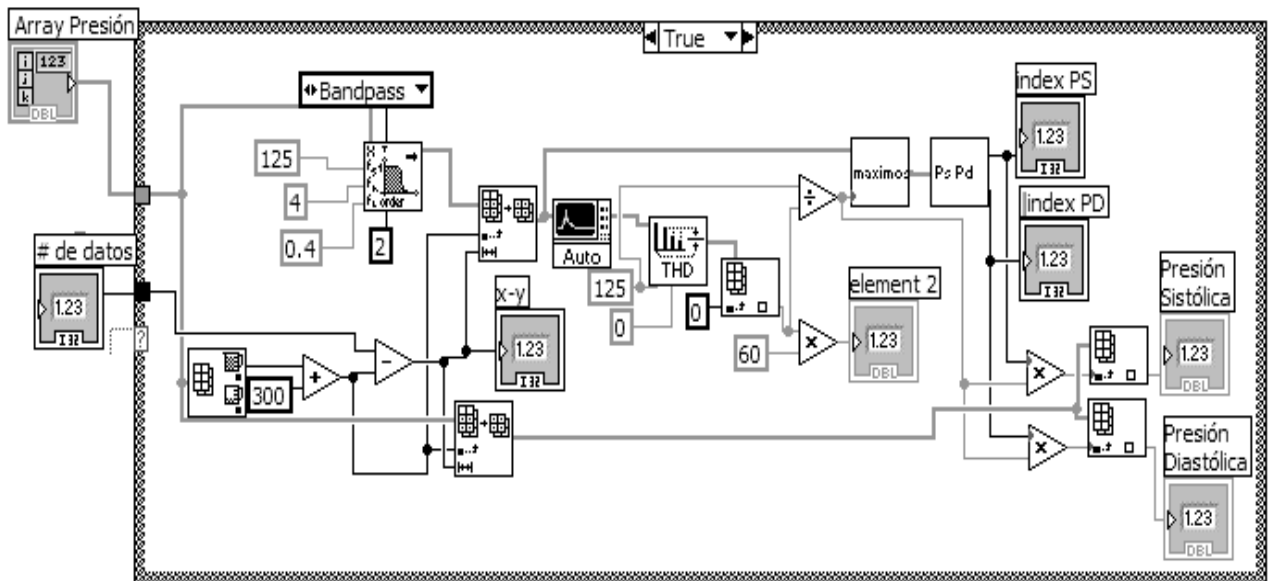 Array Presión
True
i 123
j
k
DBL
Bandpass
index PS
1.23
I32
125
X
4
0.4
order
2
maximos
Ps Pd
index PD
1.23
I32
# de datos
1.23
I32
?
Auto
THD
125
0
0
x-y
1.23
I32
60
element 2
1.23
DBL
Presión
Sistólica
1.23
DBL
300
Presión
Diastólica
1.23
DBL